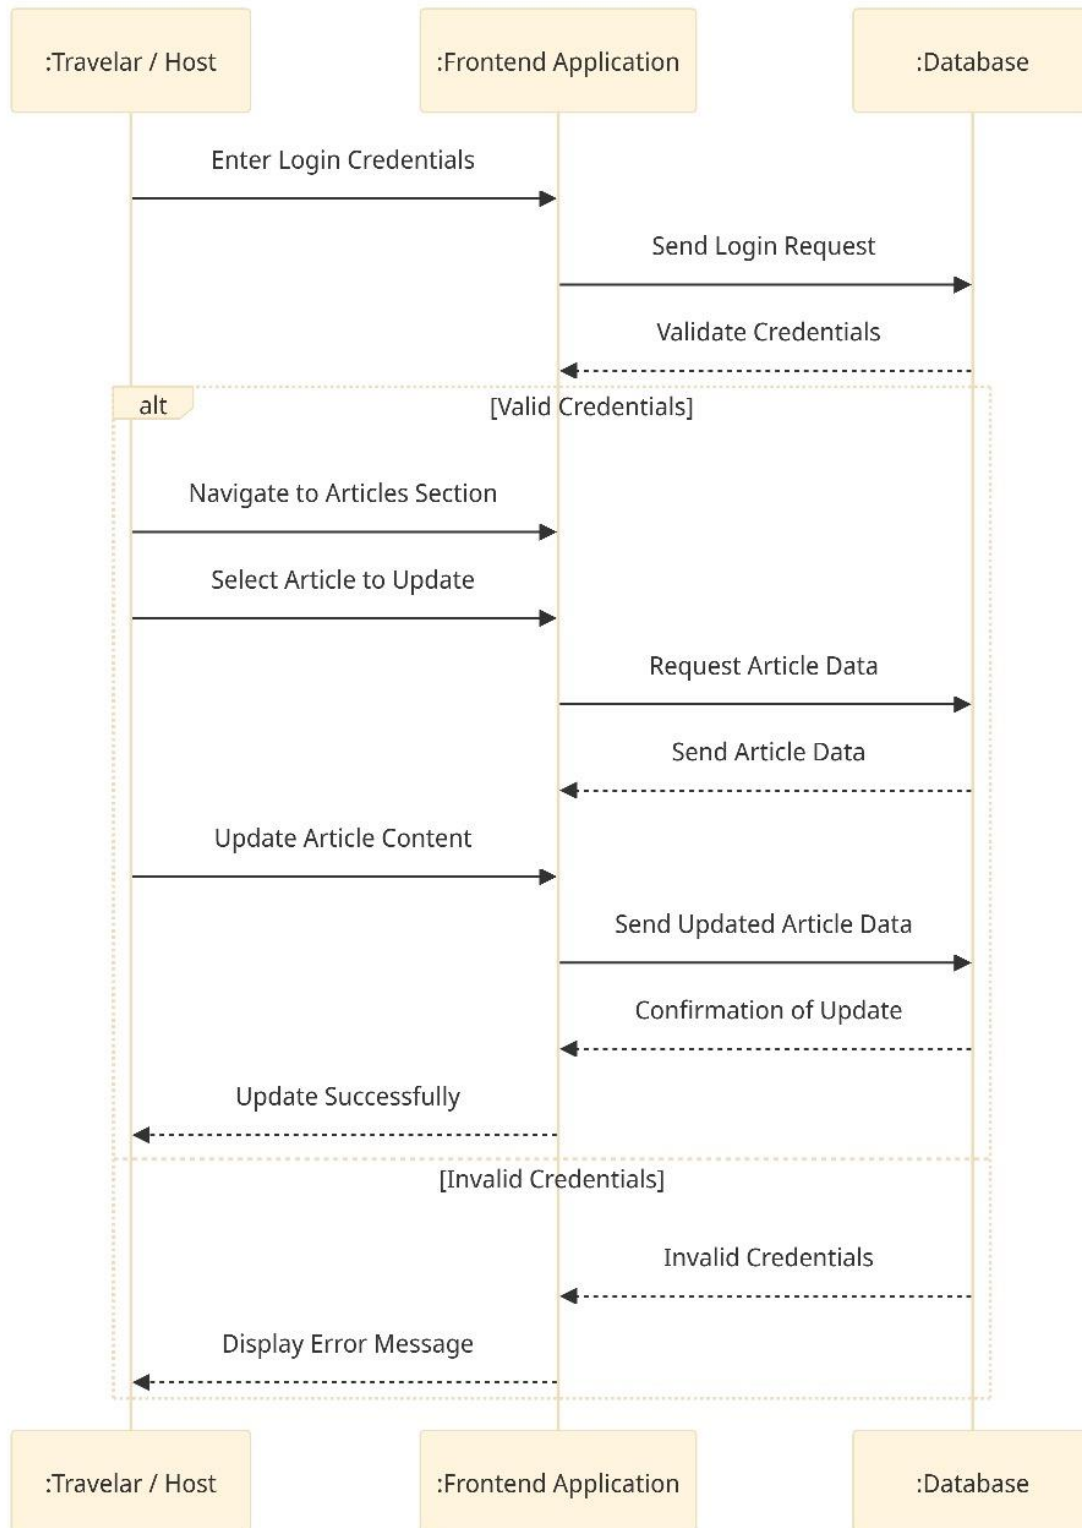 :Travelar / Host
:Frontend Application
:Database
Enter Login Credentials
Send Login Request
Validate Credentials
alt
[Valid Credentials]
Navigate to Articles Section
Select Article to Update
Request Article Data
Send Article Data
Update Article Content
Send Updated Article Data
Confirmation of Update
Update Successfully
[Invalid Credentials]
Invalid Credentials
Display Error Message
:Travelar / Host
:Frontend Application
:Database